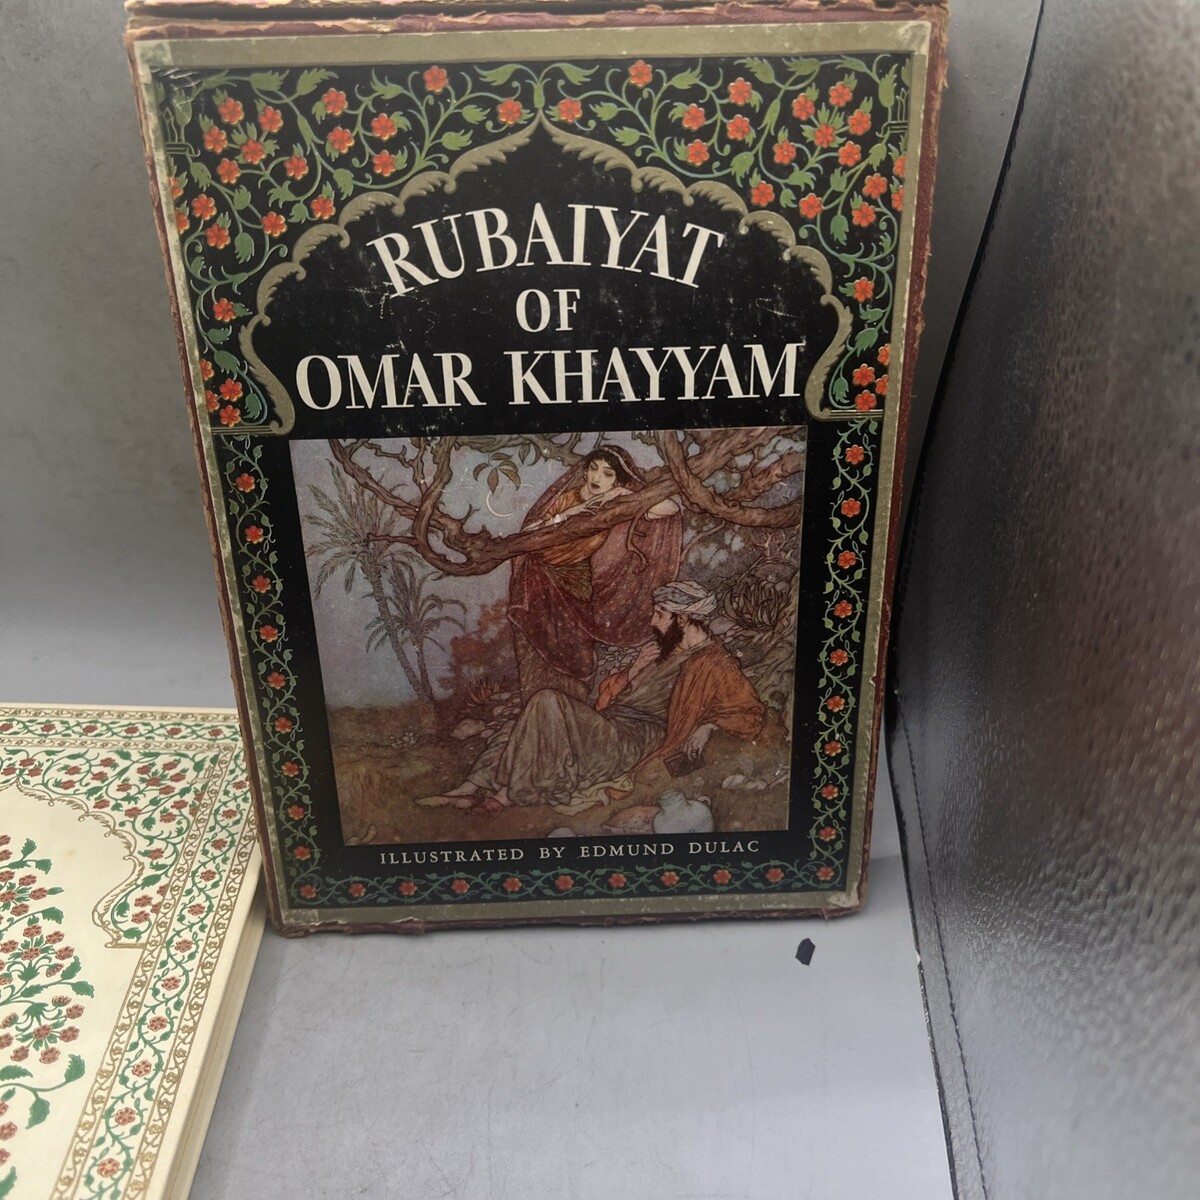 RUBAIYAT
OF
OMAR KHAYYAM
ILLUSTRATED BY EDMUND DULAC